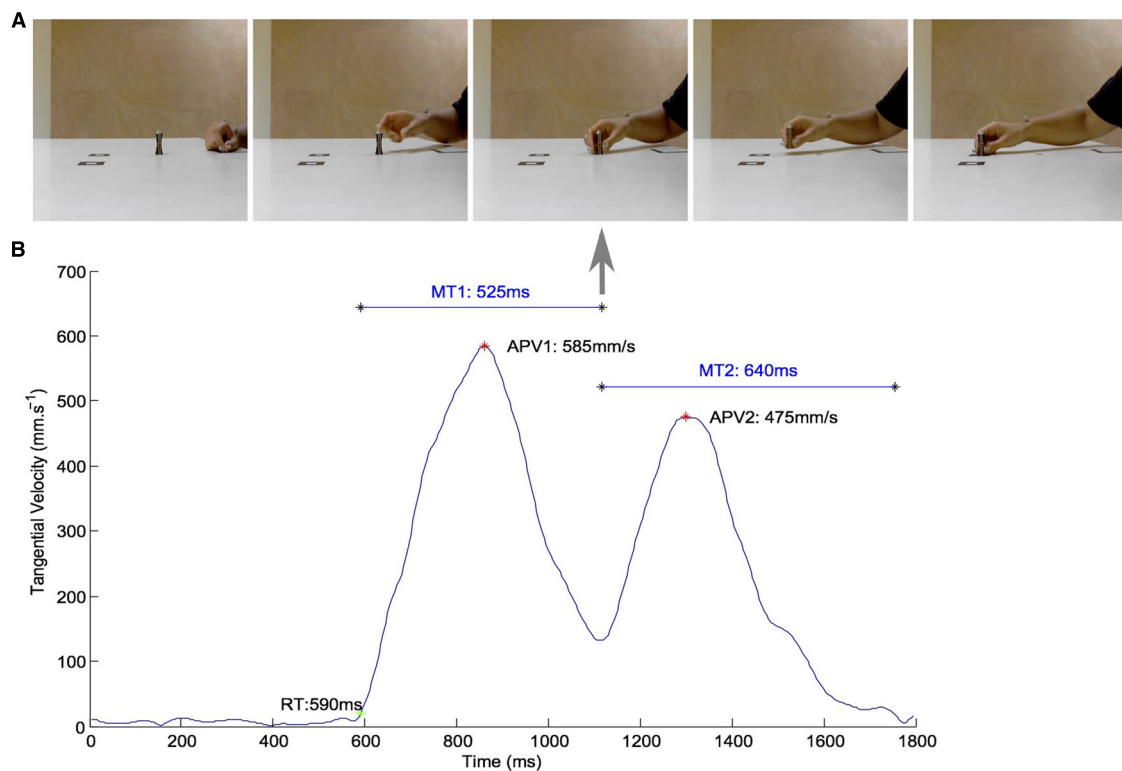 A
B
700
MT1: 525ms
600
APV1: 585mm/s
MT2: 640ms
500
APV2: 475mm/s
400
300
200
100
RT:590ms
0
0 200 400 600 800 1000 1200 1400 1600 1800
Time (ms)
Tangential Velocity (mm.s⁻¹)